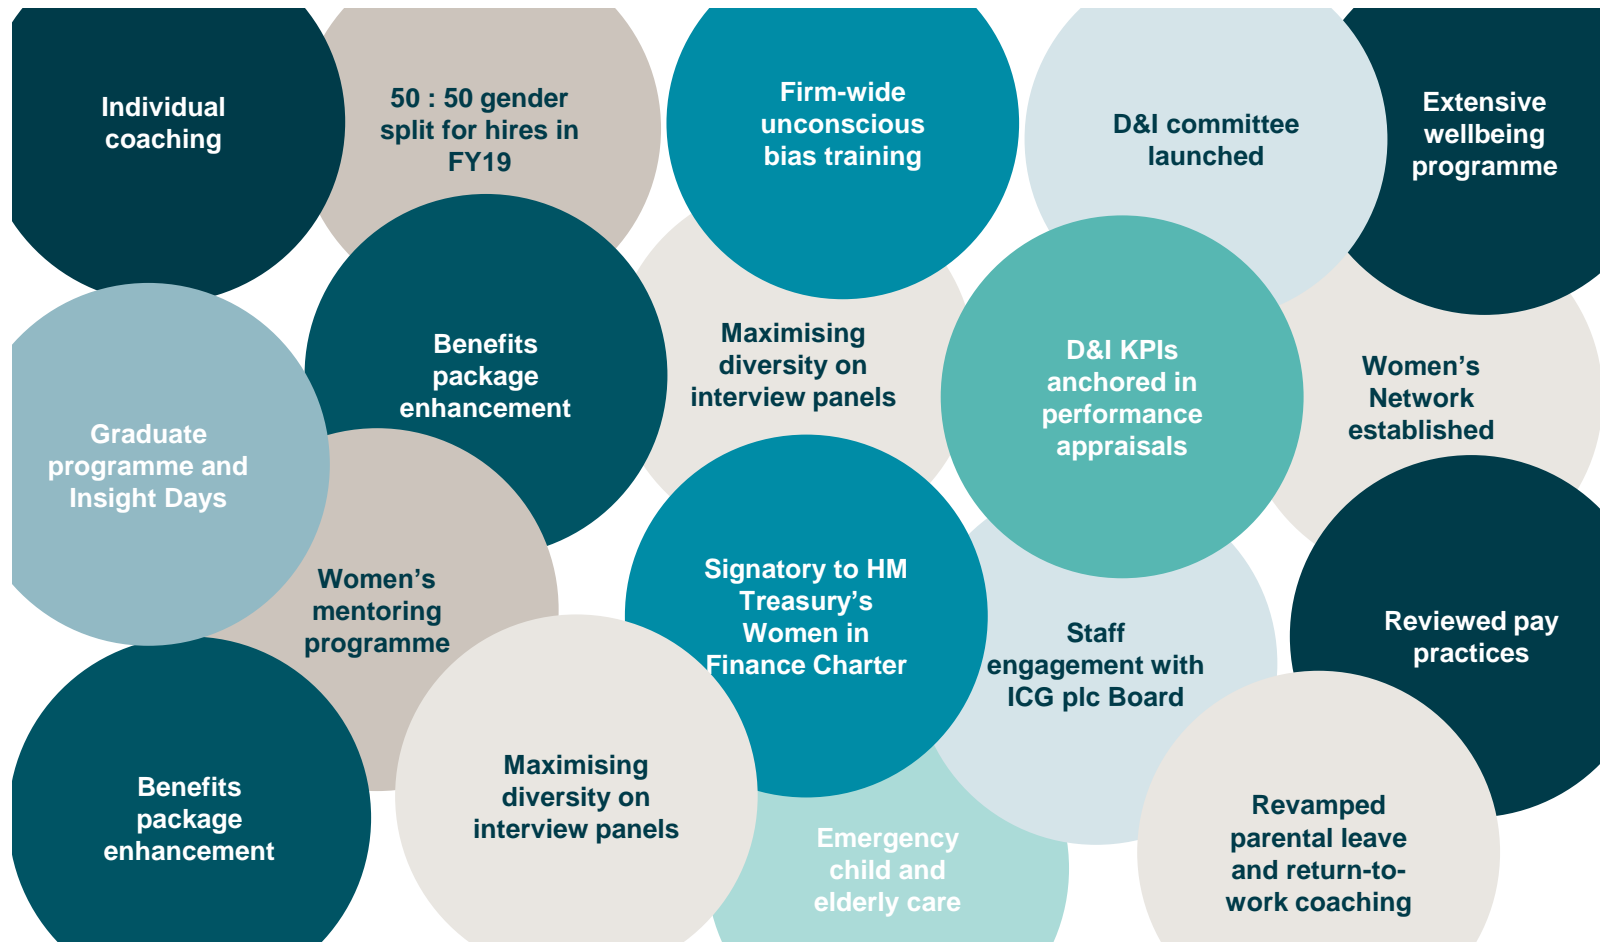 Individual
coaching
50 : 50 gender
split for hires in
FY19
Firm-wide
unconscious
bias training
D&I committee
launched
Extensive
wellbeing
programme
Benefits
package
enhancement
Maximising
diversity on
interview panels
D&I KPIs
anchored in
performance
appraisals
Women’s
Network
established
Graduate
programme and
Insight Days
Women’s
mentoring
programme
Signatory to HM
Treasury’s
Women in
Finance Charter
Staff
engagement with
ICG plc Board
Reviewed pay
practices
Benefits
package
enhancement
Maximising
diversity on
interview panels
Emergency
child and
elderly care
Revamped
parental leave
and return-to-
work coaching